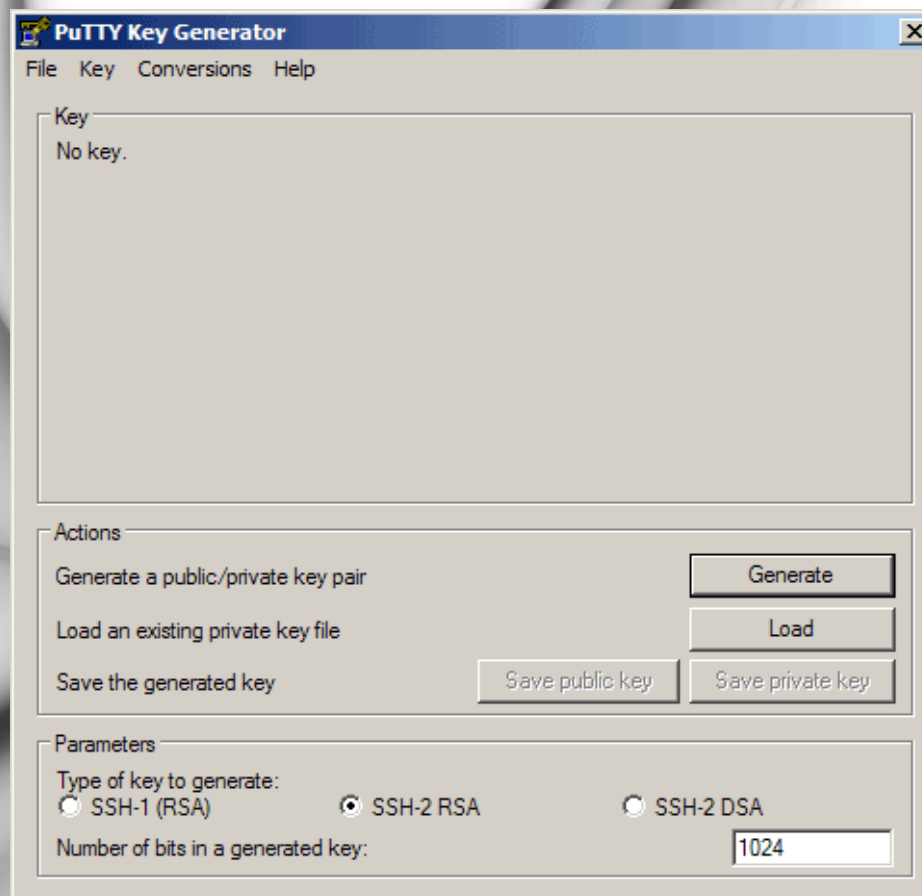 PuTTY Key Generator
File Key Conversions Help
Key
No key.
Actions
Generate a public/private key pair Generate
Load an existing private key file Load
Save the generated key Save public key Save private key
Parameters
Type of key to generate:
SSH-1 (RSA) SSH-2 RSA SSH-2 DSA
Number of bits in a generated key: 1024